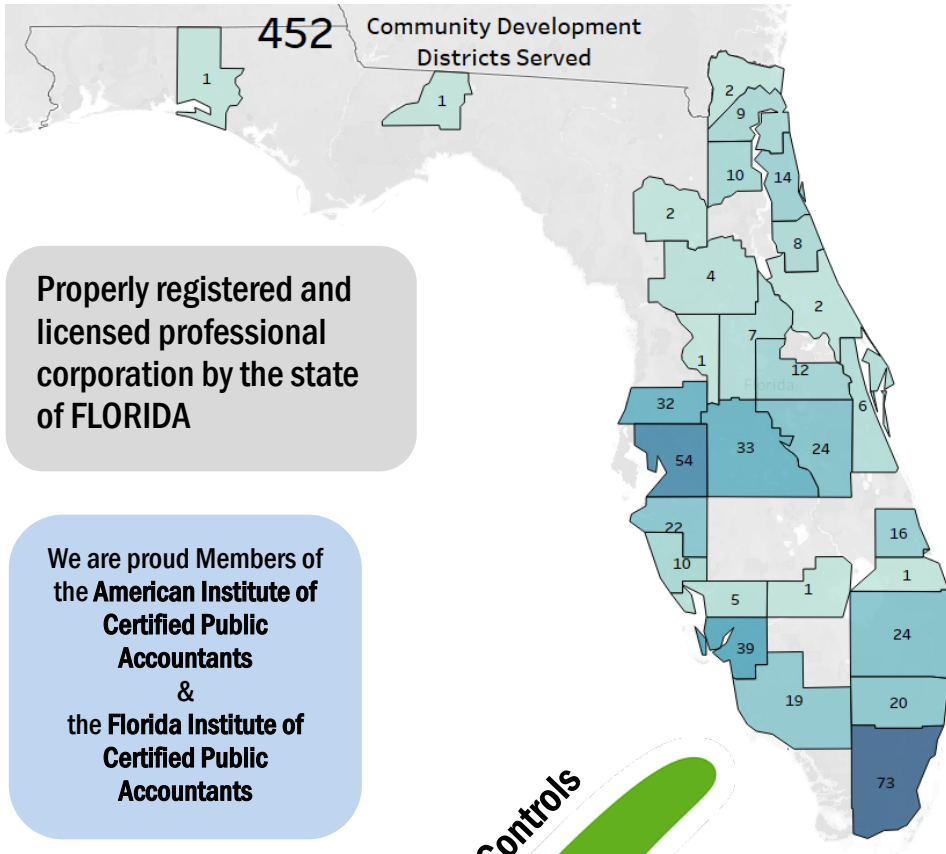 452 Community Development
Districts Served
1
1
2
9
10
14
2
8
4
2
7
1
12
Florida
6
32
54
33
24
22
16
10
1
5
1
39
24
19
20
73
Properly registered and
licensed professional
corporation by the state
of FLORIDA
We are proud Members of
the American Institute of
Certified Public
Accountants
&
the Florida Institute of
Certified Public
Accountants
Controls